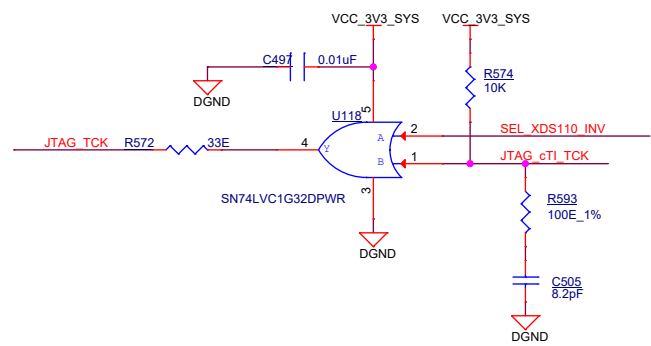 VCC_3V3_SYS VCC_3V3_SYS
C497 0.01uF
R574
10K
DGND
U118
5
A 2 SEL_XDS110_INV
JTAG_TCK R572 33E 4 Y
B 1 JTAG_cTI_TCK
3
SN74LVC1G32DPWR
R593
100E_1%
DGND
C505
8.2pF
DGND